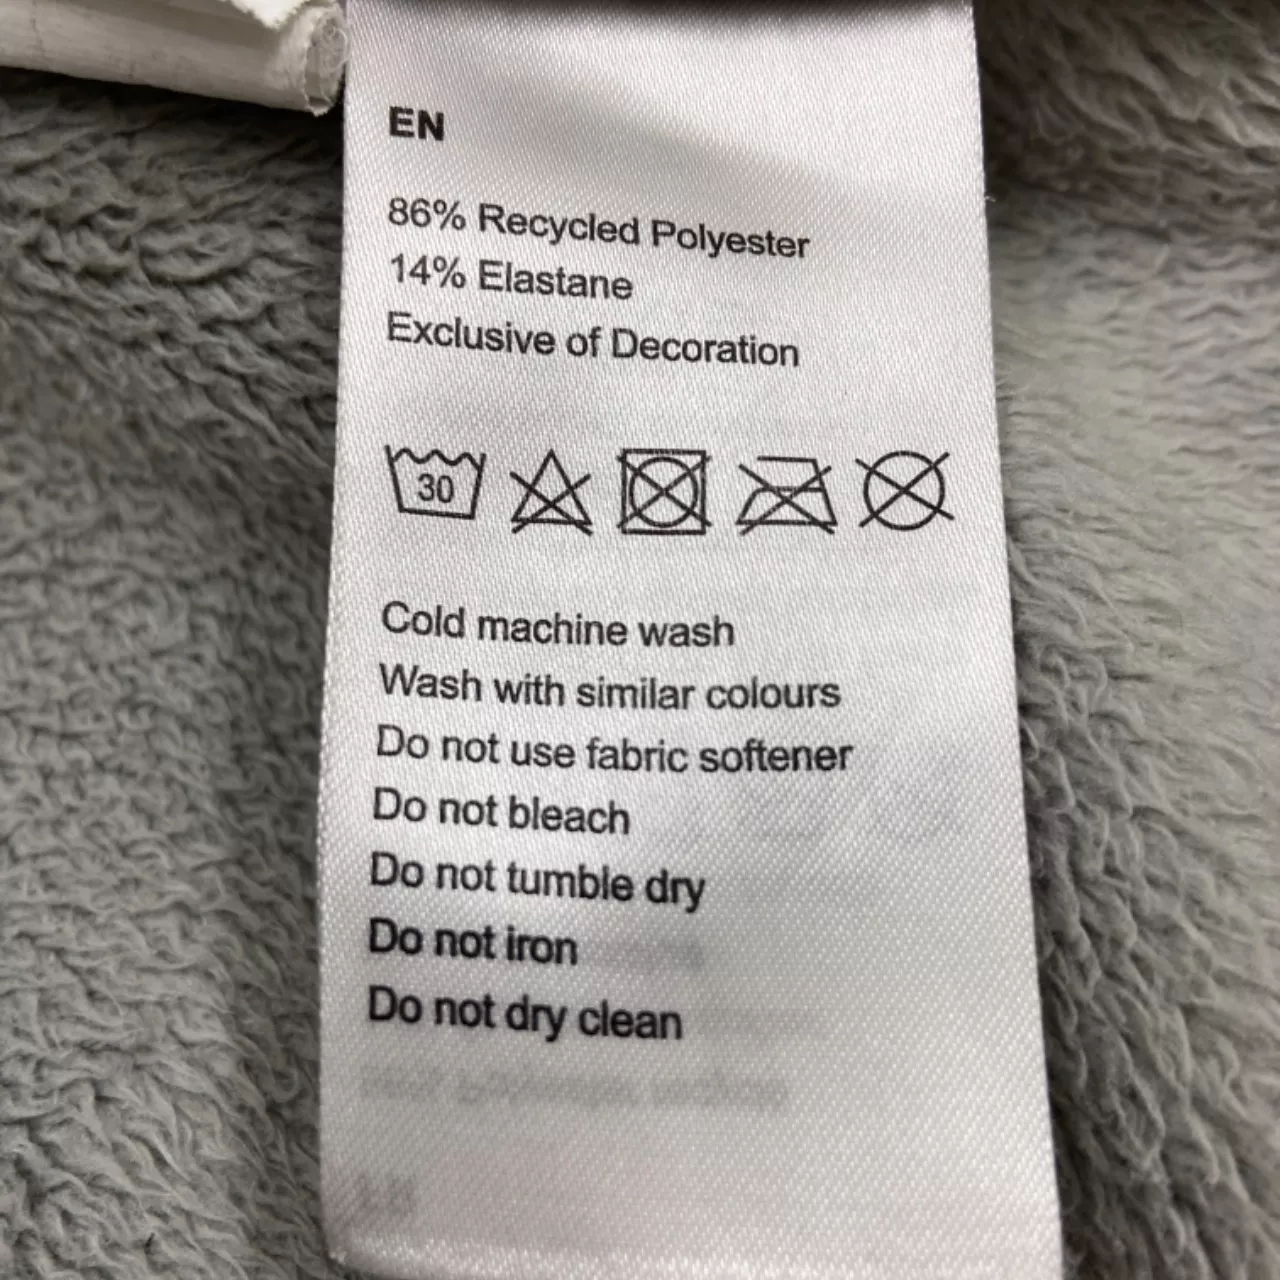 EN
86% Recycled Polyester
14% Elastane
Exclusive of Decoration
30
Cold machine wash
Wash with similar colours
Do not use fabric softener
Do not bleach
Do not tumble dry
Do not iron
Do not dry clean